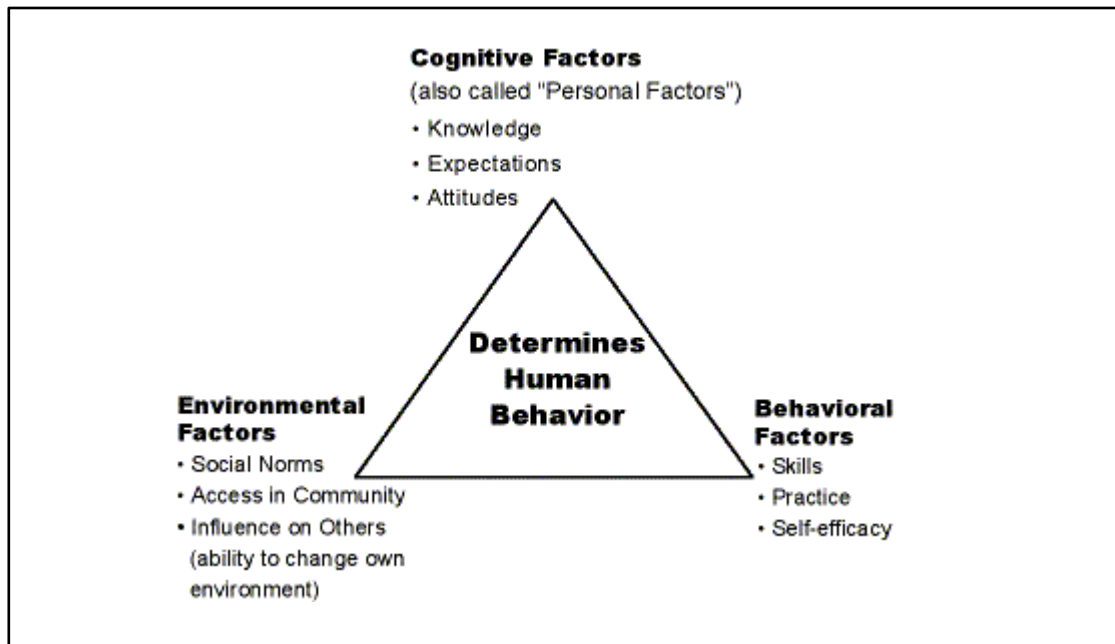 Cognitive Factors
(also called "Personal Factors")
• Knowledge
• Expectations
• Attitudes
Determines
Human
Behavior
Environmental
Factors
• Social Norms
• Access in Community
• Influence on Others
(ability to change own
environment)
Behavioral
Factors
• Skills
• Practice
• Self-efficacy